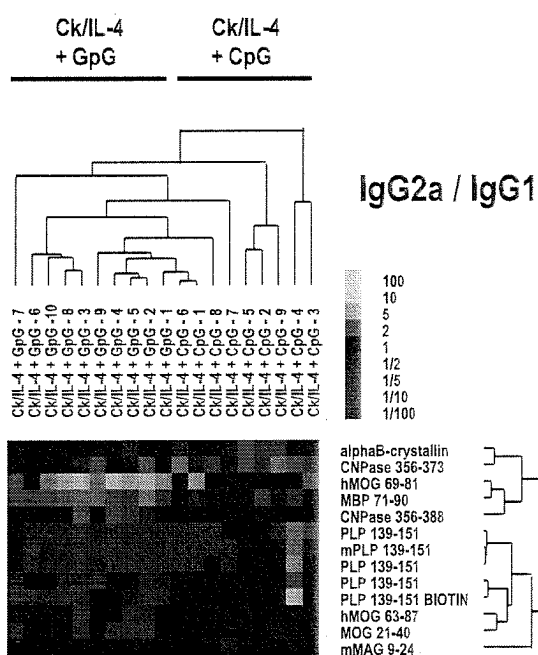 Ck/IL-4
+ GpG
Ck/IL-4
+ CpG
IgG2a / IgG1
100
10
5
2
1
1/2
1/5
1/10
1/100
Ck/IL-4 + GpG - 7
Ck/IL-4 + GpG - 6
Ck/IL-4 + GpG -10
Ck/IL-4 + GpG - 8
Ck/IL-4 + GpG - 3
Ck/IL-4 + GpG - 9
Ck/IL-4 + GpG - 4
Ck/IL-4 + GpG - 5
Ck/IL-4 + GpG - 2
Ck/IL-4 + GpG - 1
Ck/IL-4 + CpG - 6
Ck/IL-4 + CpG - 1
Ck/IL-4 + CpG - 8
Ck/IL-4 + CpG - 7
Ck/IL-4 + CpG - 5
Ck/IL-4 + CpG - 2
Ck/IL-4 + CpG - 9
Ck/IL-4 + CpG - 4
Ck/IL-4 + CpG - 3
alphaB-crystallin
CNPase 356-373
hMOG 69-81
MBP 71-90
CNPase 356-388
PLP 139-151
mPLP 139-151
PLP 139-151
PLP 139-151
PLP 139-151 BIOTIN
hMOG 63-87
MOG 21-40
mMAG 9-24